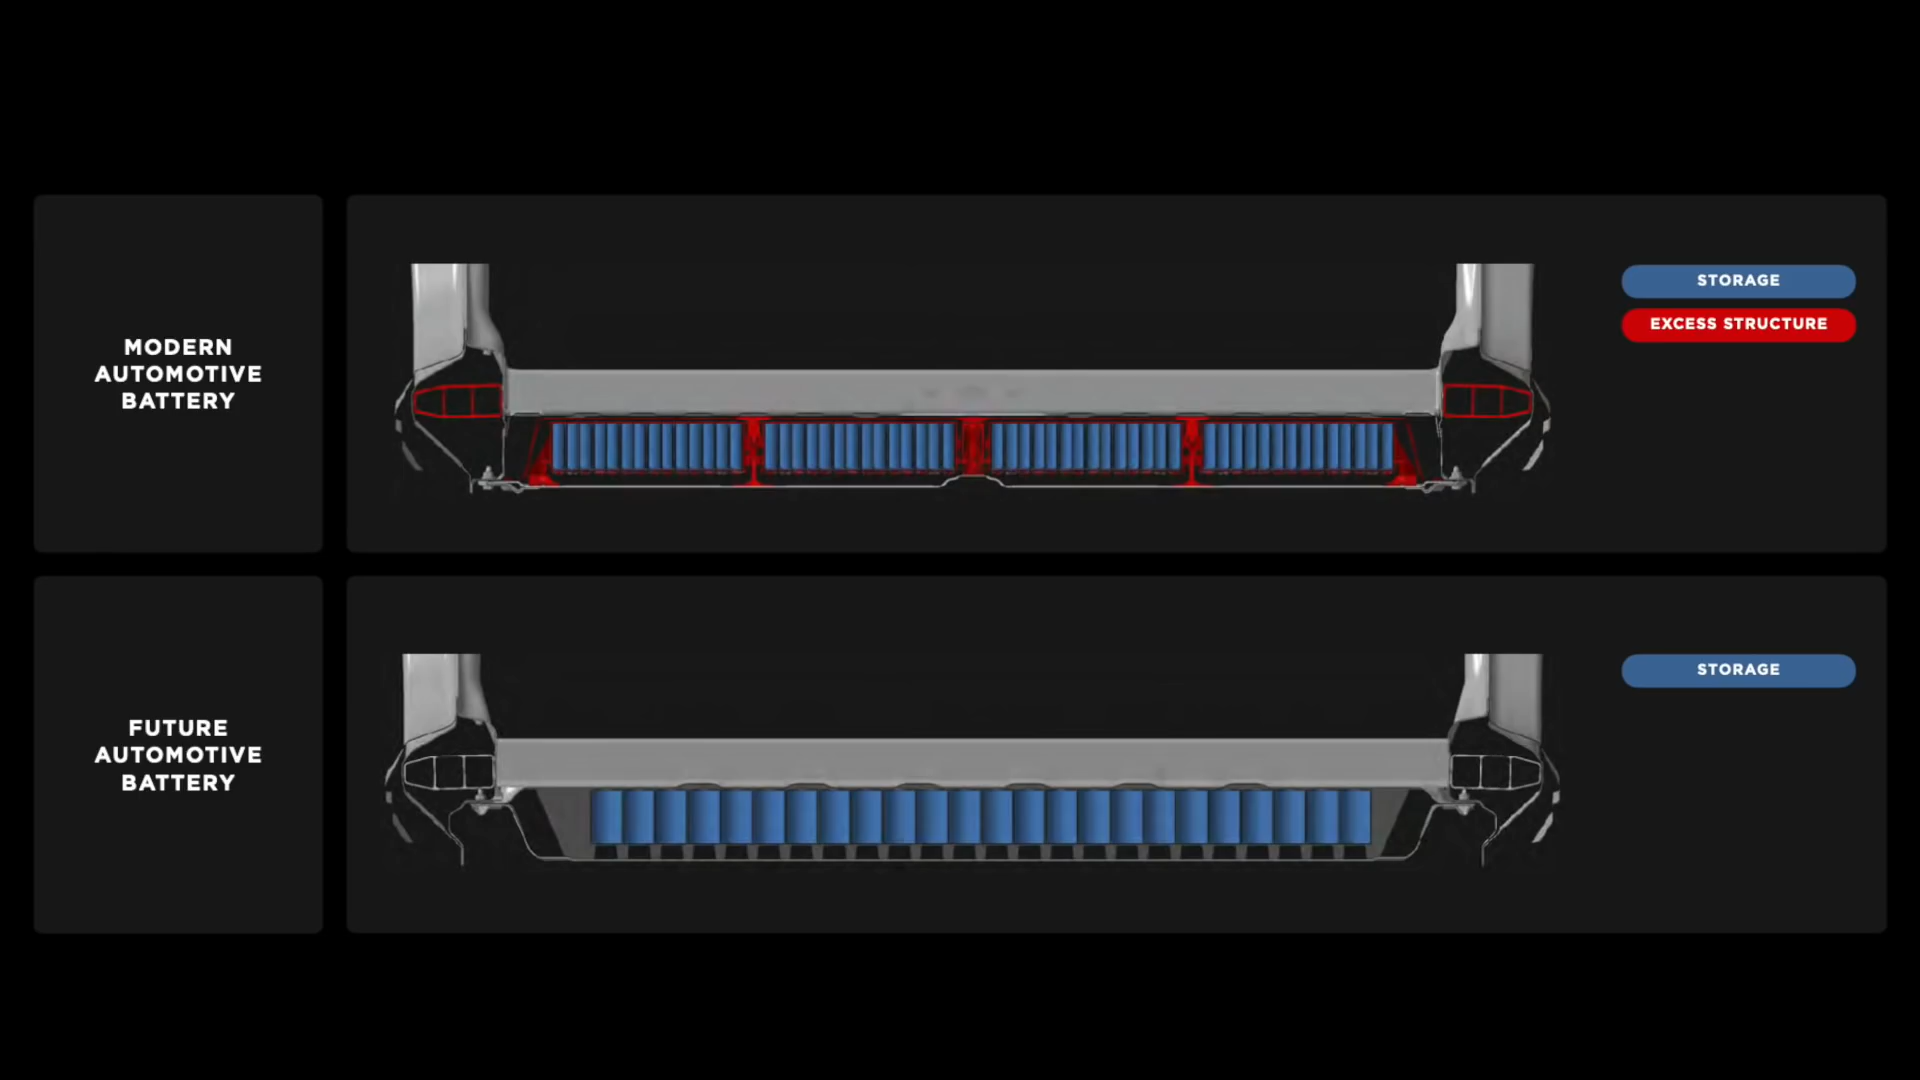 MODERN
AUTOMOTIVE
BATTERY
STORAGE
EXCESS STRUCTURE
FUTURE
AUTOMOTIVE
BATTERY
STORAGE